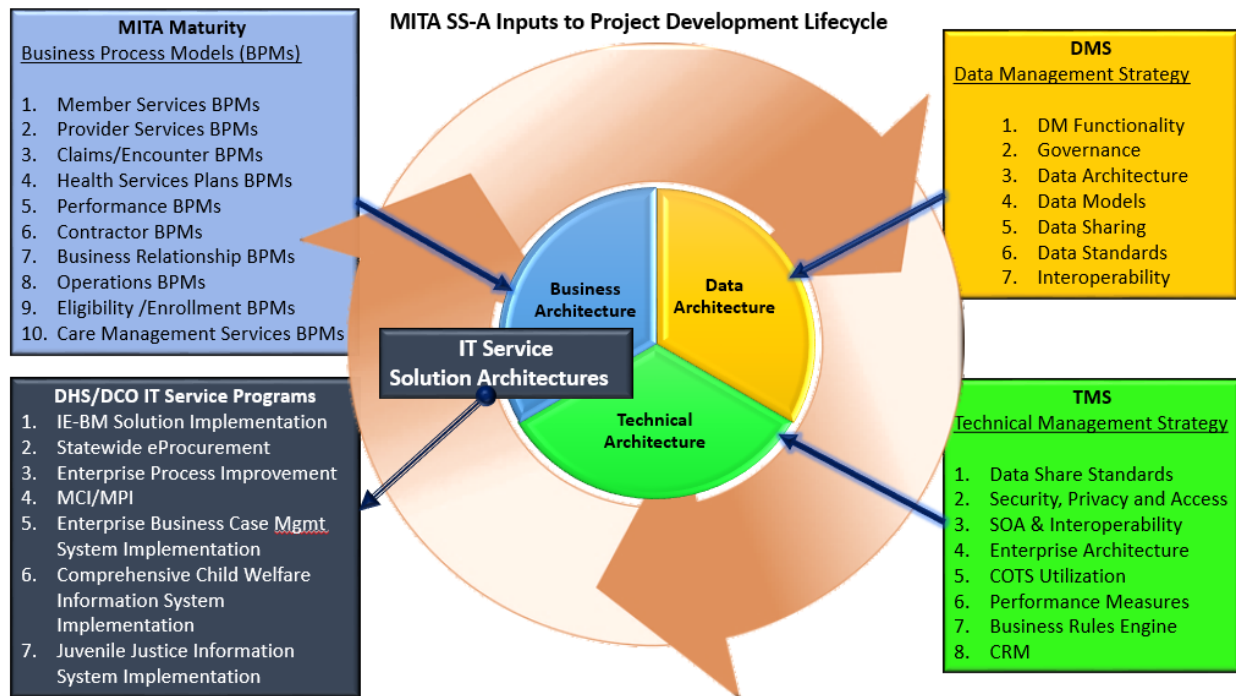 MITA SS-A Inputs to Project Development Lifecycle
MITA Maturity
Business Process Models (BPMs)
1. Member Services BPMs
2. Provider Services BPMs
3. Claims/Encounter BPMs
4. Health Services Plans BPMs
5. Performance BPMs
6. Contractor BPMs
7. Business Relationship BPMs
8. Operations BPMs
9. Eligibility /Enrollment BPMs
10. Care Management Services BPMs
DMS
Data Management Strategy
1. DM Functionality
2. Governance
3. Data Architecture
4. Data Models
5. Data Sharing
6. Data Standards
7. Interoperability
Business
Architecture
Data
Architecture
IT Service
Solution Architectures
Technical
Architecture
DHS/DCO IT Service Programs
1. IE-BM Solution Implementation
2. Statewide eProcurement
3. Enterprise Process Improvement
4. MCI/MPI
5. Enterprise Business Case Mgmt
System Implementation
6. Comprehensive Child Welfare
Information System
Implementation
7. Juvenile Justice Information
System Implementation
TMS
Technical Management Strategy
1. Data Share Standards
2. Security, Privacy and Access
3. SOA & Interoperability
4. Enterprise Architecture
5. COTS Utilization
6. Performance Measures
7. Business Rules Engine
8. CRM